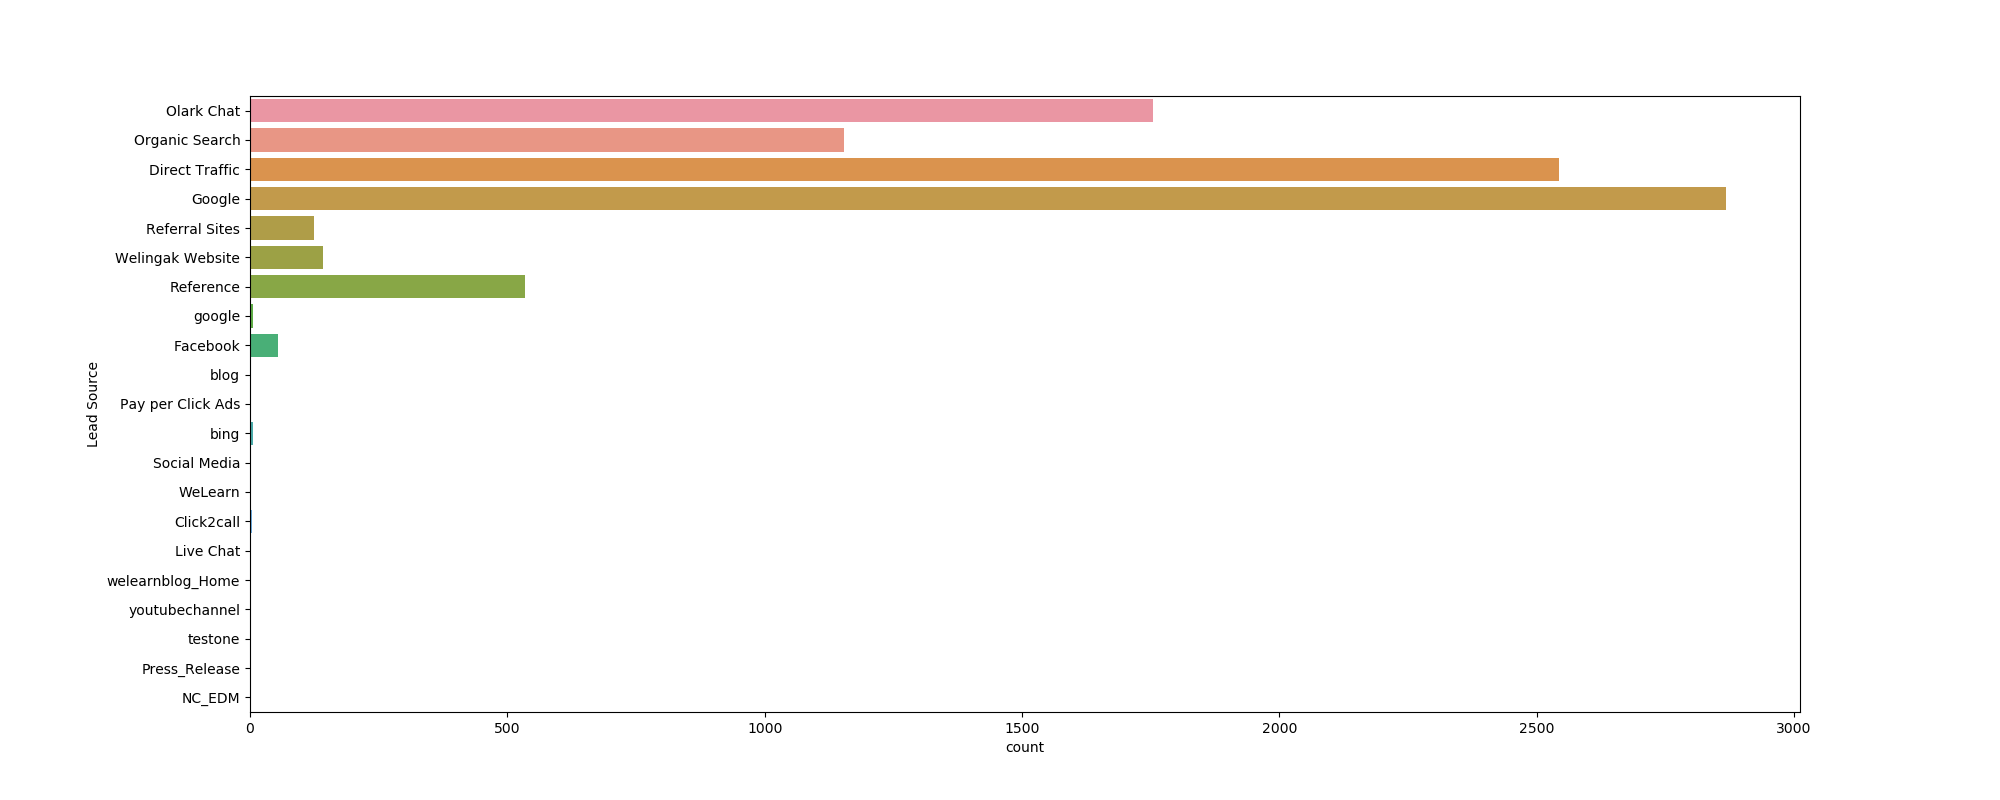 Lead Source
Olark Chat
Organic Search
Direct Traffic
Google
Referral Sites
Welingak Website
Reference
google
Facebook
blog
Pay per Click Ads
bing
Social Media
WeLearn
Click2call
Live Chat
welearnblog_Home
youtubechannel
testone
Press_Release
NC_EDM
0 500 1000 1500 2000 2500 3000
count